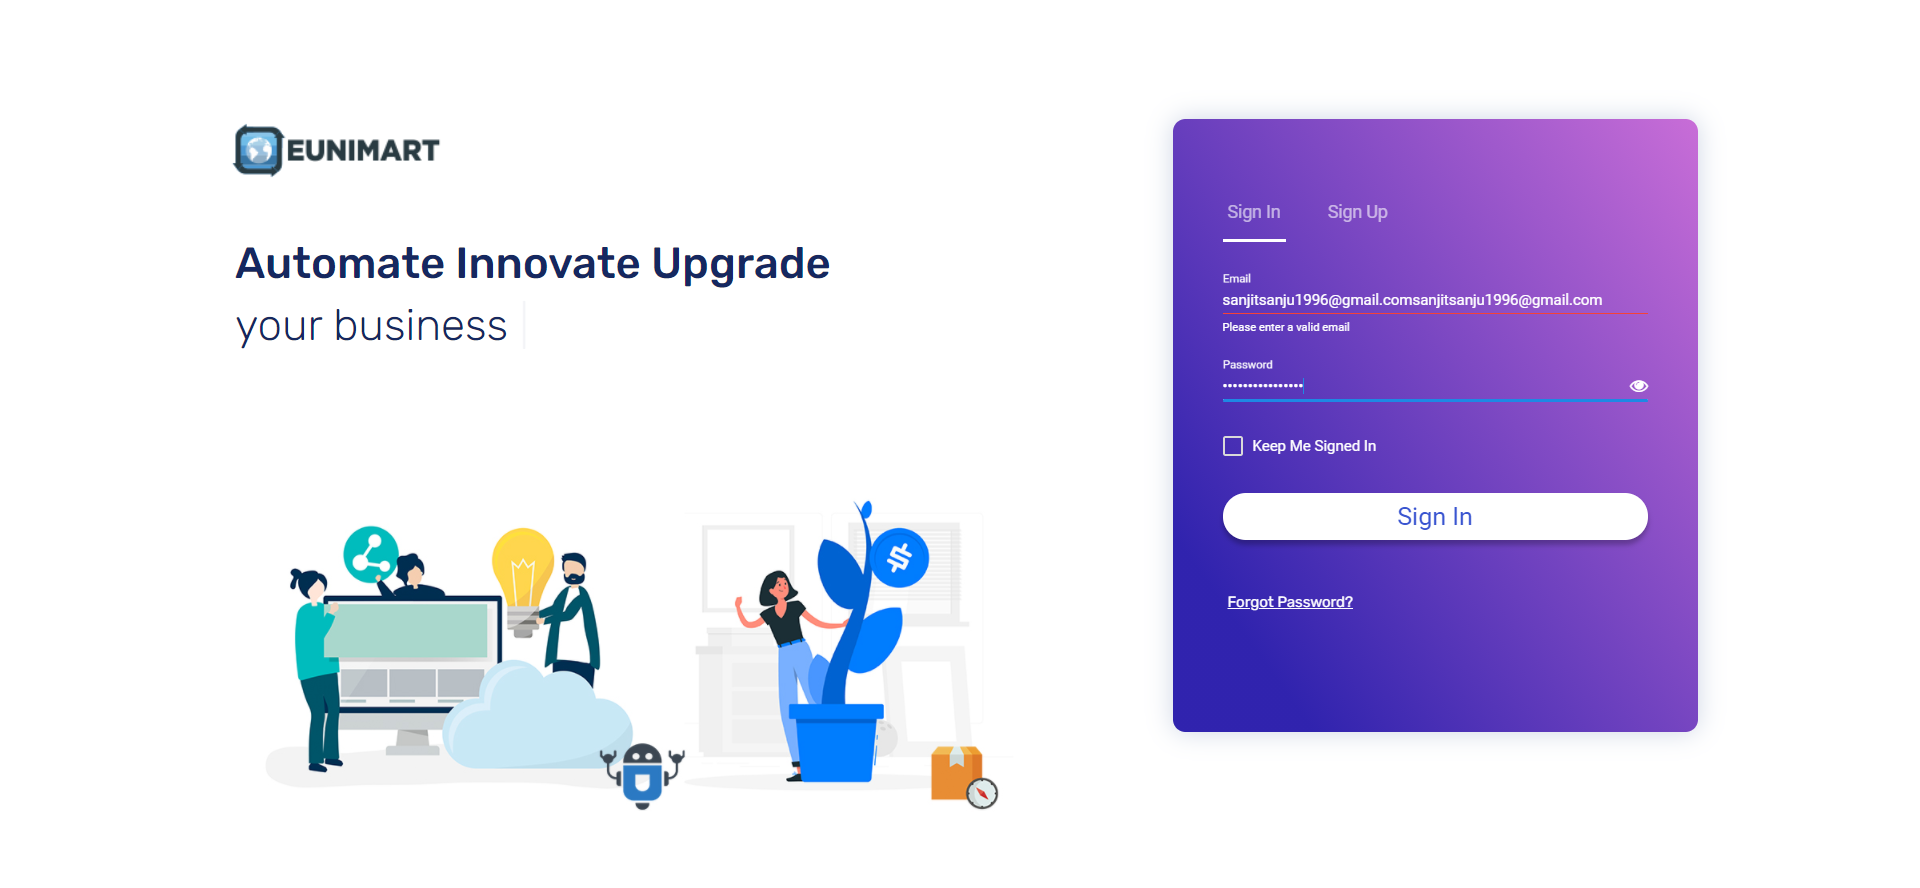 EUNIMART
Automate Innovate Upgrade
your business
Sign In
Sign Up
Email
sanjitsanju1996@gmail.comsanjitsanju1996@gmail.com
Please enter a valid email
Password
••••••••••••••••
Keep Me Signed In
Sign In
Forgot Password?